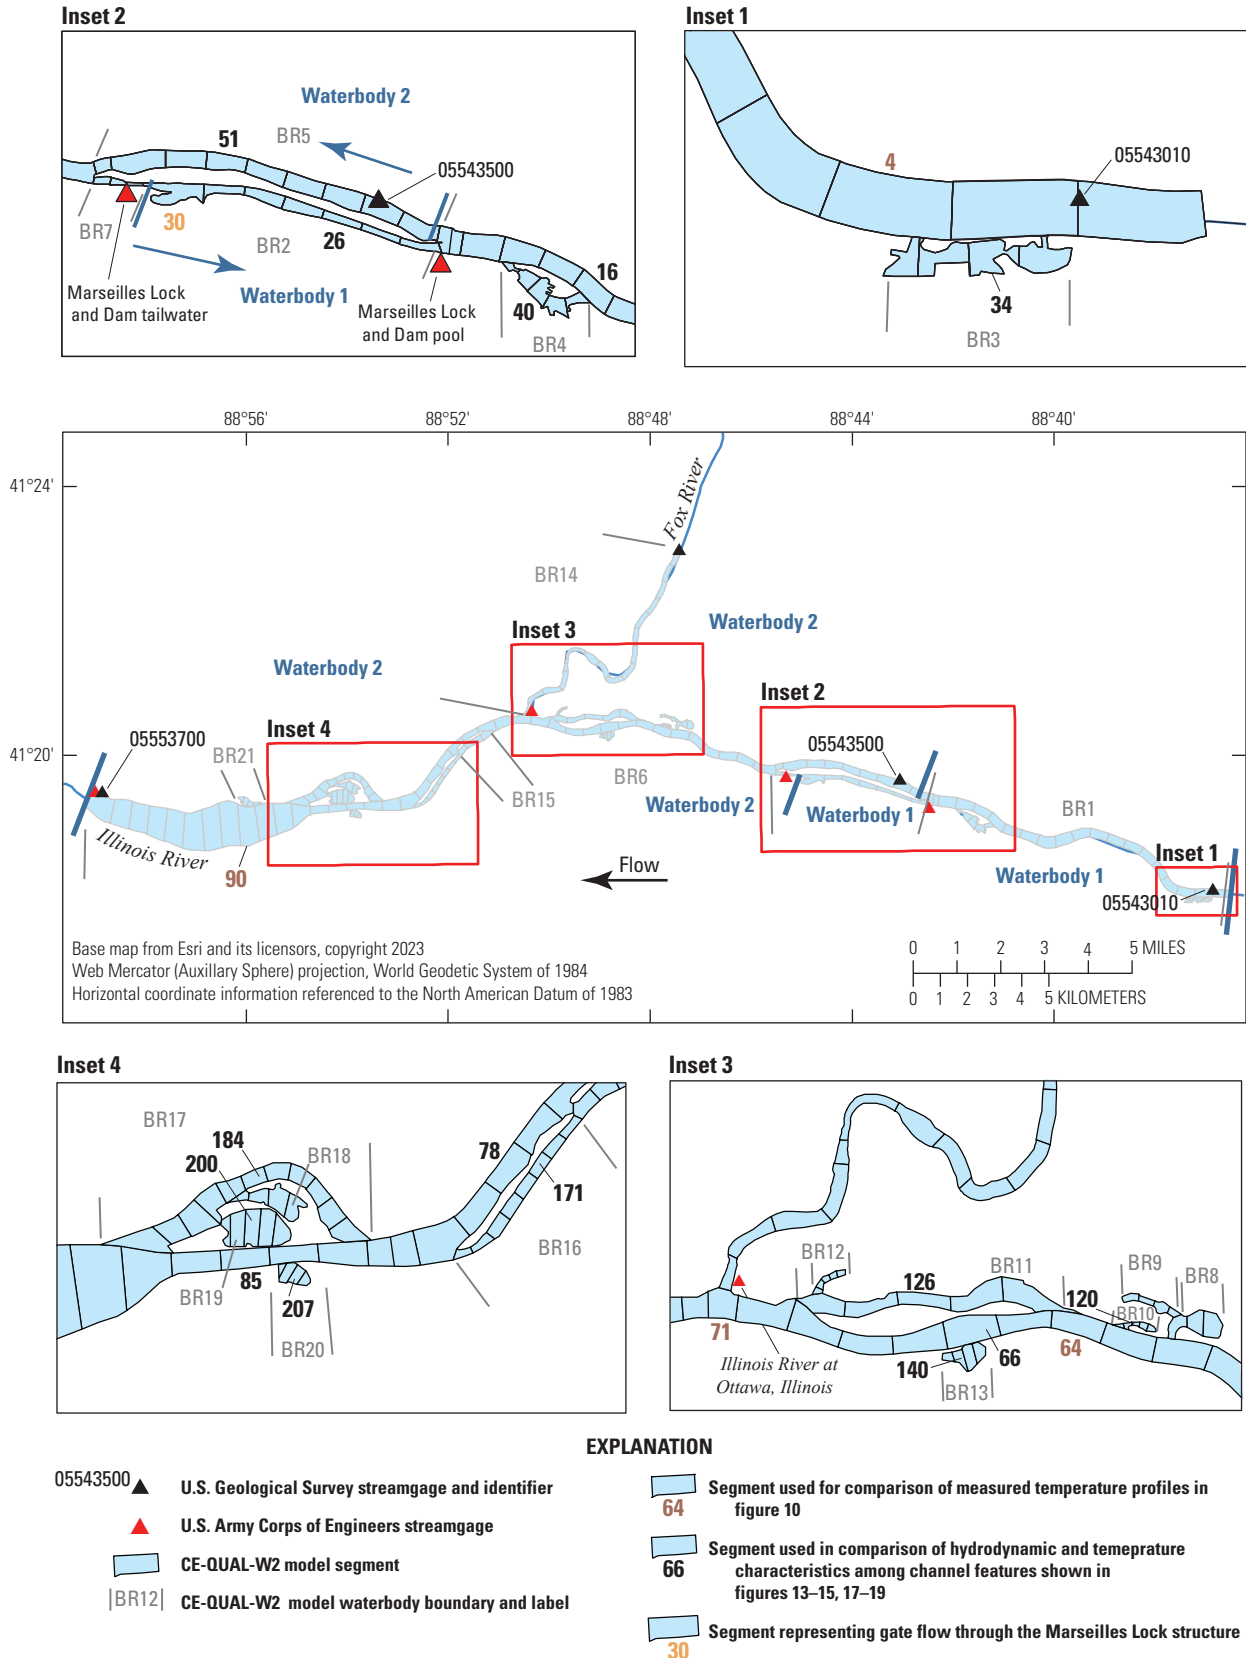 Inset 2
Waterbody 2
51
BR5
05543500
BR7
30
BR2
26
16
Waterbody 1
40
BR4
Marseilles Lock
and Dam tailwater
Marseilles Lock
and Dam pool
Inset 1
4
05543010
34
BR3
88°56'
88°52'
88°48'
88°44'
88°40'
41°24'
41°20'
Fox River
BR14
Inset 3
Waterbody 2
Waterbody 2
Inset 2
Inset 4
05553700
BR21
05543500
BR15
BR6
Waterbody 2
Waterbody 1
BR1
Illinois River
90
Flow
Waterbody 1
Inset 1
05543010
Base map from Esri and its licensors, copyright 2023
Web Mercator (Auxillary Sphere) projection, World Geodetic System of 1984
Horizontal coordinate information referenced to the North American Datum of 1983
0 1 2 3 4 5 MILES
0 1 2 3 4 5 KILOMETERS
Inset 4
BR17
184
200
BR18
78
171
BR16
85
BR19
207
BR20
Inset 3
BR12
126
BR11
BR9
BR8
120
BR10
71
66
64
140
BR13
Illinois River at
Ottawa, Illinois
EXPLANATION
05543500
U.S. Geological Survey streamgage and identifier
U.S. Army Corps of Engineers streamgage
CE-QUAL-W2 model segment
BR12
CE-QUAL-W2 model waterbody boundary and label
64
Segment used for comparison of measured temperature profiles in
figure 10
66
Segment used in comparison of hydrodynamic and temeprature
characteristics among channel features shown in
figures 13–15, 17–19
30
Segment representing gate flow through the Marseilles Lock structure